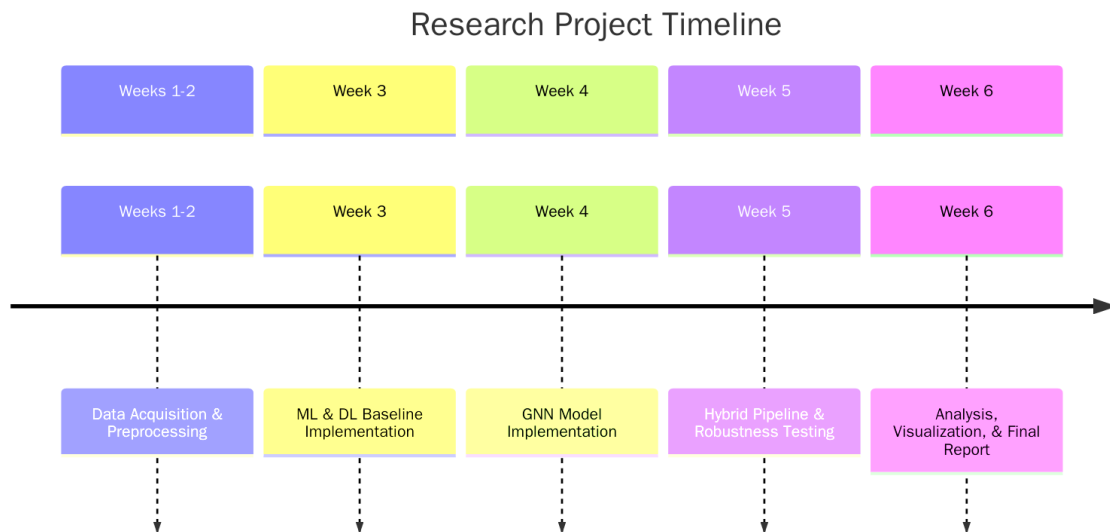 Research Project Timeline
Weeks 1-2
Week 3
Week 4
Week 5
Week 6
Weeks 1-2
Week 3
Week 4
Week 5
Week 6
Data Acquisition &
Preprocessing
ML & DL Baseline
Implementation
GNN Model
Implementation
Hybrid Pipeline &
Robustness Testing
Analysis,
Visualization, & Final
Report